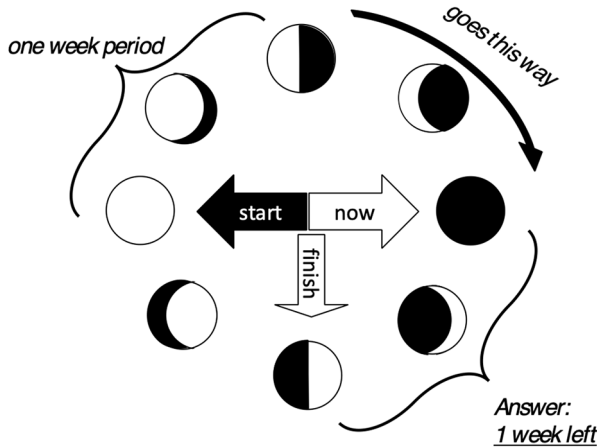 goes this way
one week period
start
now
finish
Answer:
1 week left